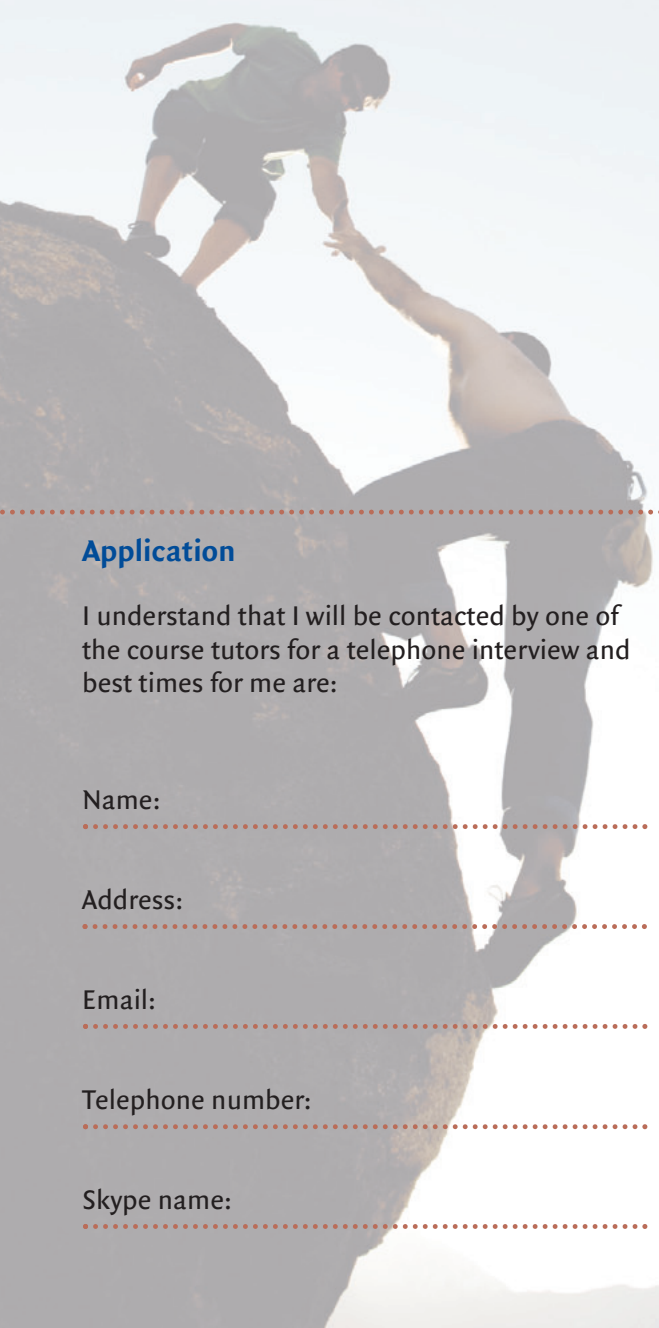 Application
I understand that I will be contacted by one of
the course tutors for a telephone interview and
best times for me are:
Name:
Address:
Email:
Telephone number:
Skype name: